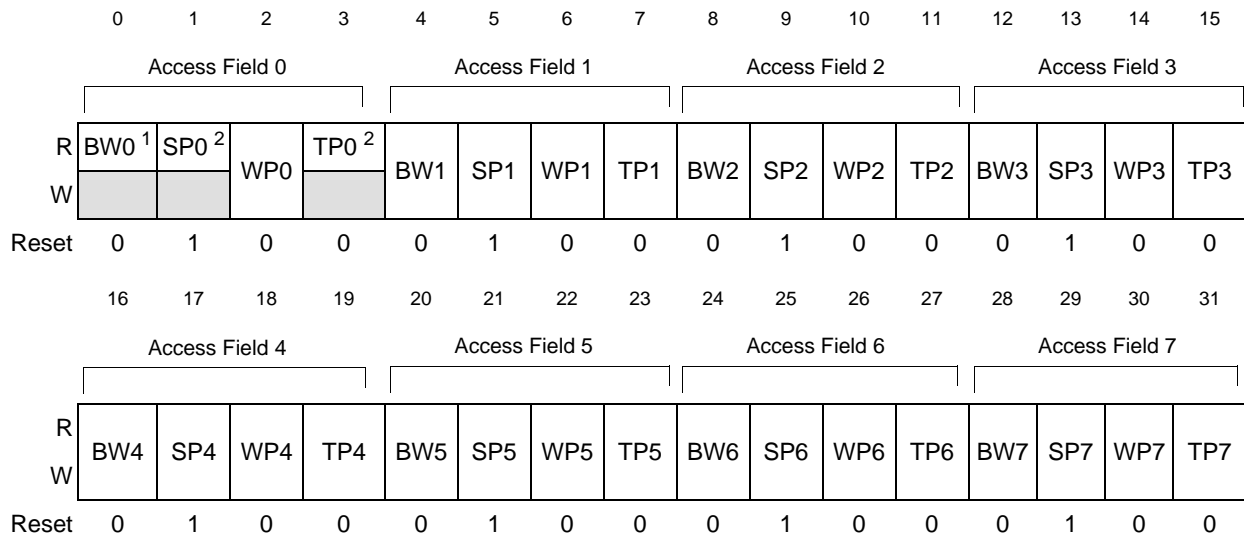 0 1 2 3 4 5 6 7 8 9 10 11 12 13 14 15
Access Field 0 Access Field 1 Access Field 2 Access Field 3
R BW0 1 SP0 2 WP0 TP0 2 BW1 SP1 WP1 TP1 BW2 SP2 WP2 TP2 BW3 SP3 WP3 TP3
W
Reset 0 1 0 0 0 1 0 0 0 1 0 0 0 1 0 0
16 17 18 19 20 21 22 23 24 25 26 27 28 29 30 31
Access Field 4 Access Field 5 Access Field 6 Access Field 7
R BW4 SP4 WP4 TP4 BW5 SP5 WP5 TP5 BW6 SP6 WP6 TP6 BW7 SP7 WP7 TP7
W
Reset 0 1 0 0 0 1 0 0 0 1 0 0 0 1 0 0